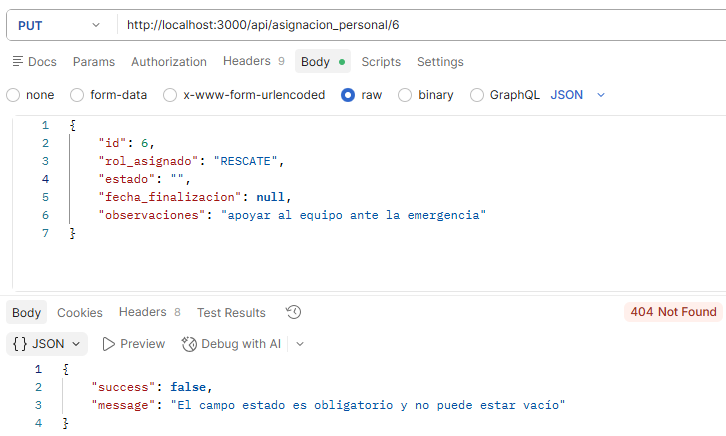 PUT http://localhost:3000/api/asignacion_personal/6
Docs Params Authorization Headers 9 Body Scripts Settings
none form-data x-www-form-urlencoded raw binary GraphQL JSON
1 {
2 "id": 6,
3 "rol_asignado": "RESCATE",
4 "estado": "",
5 "fecha_finalizacion": null,
6 "observaciones": "apoyar al equipo ante la emergencia"
7 }
Body Cookies Headers 8 Test Results 404 Not Found
{} JSON Preview Debug with AI
1 {
2 "success": false,
3 "message": "El campo estado es obligatorio y no puede estar vacío"
4 }